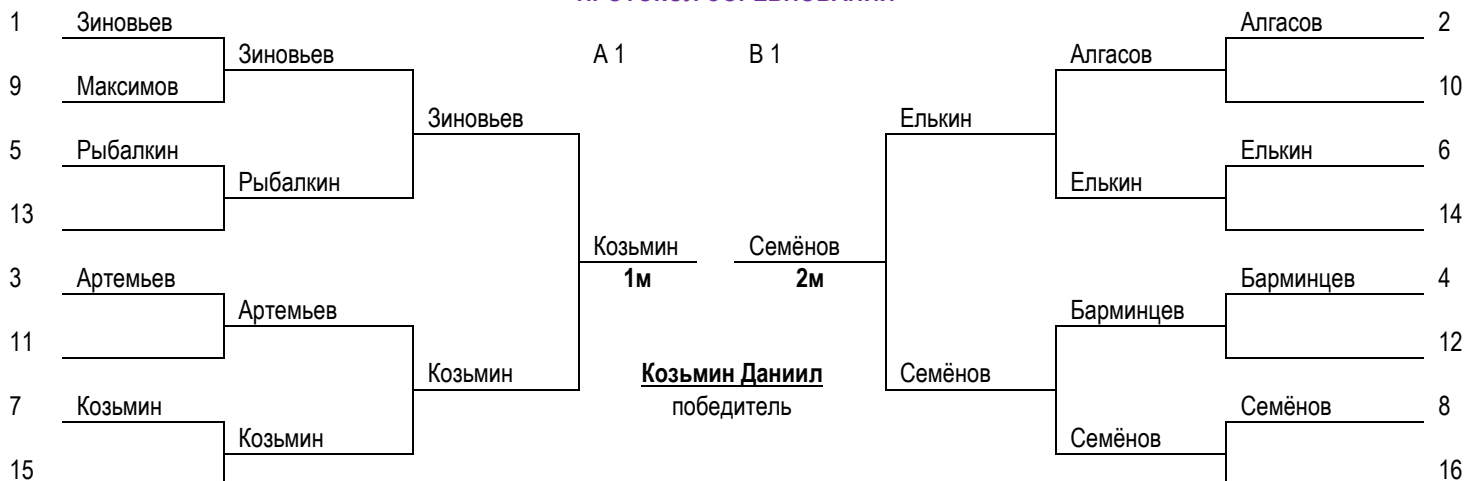 1 Зиновьев Алгасов 2
Зиновьев А 1 В 1 Алгасов
9 Максимов 10
Зиновьев Елькин
5 Рыбалкин Елькин 6
Рыбалкин Елькин
13 14
Козьмин Семёнов
3 Артемьев 1м 2м Барминцев 4
Артемьев Барминцев
11 12
Козьмин Козьмин Даниил Семёнов
7 Козьмин победитель Семёнов 8
Козьмин Семёнов
15 16